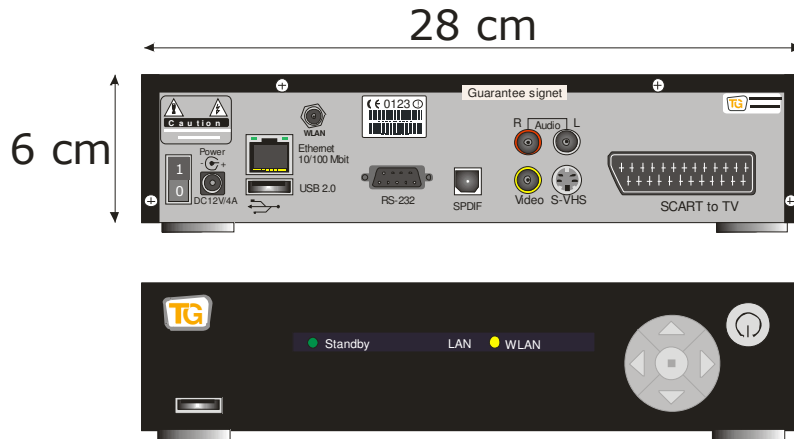 28 cm
6 cm
Caution
Power
- +
DC12V/4A
1
0
WLAN
Ethernet
10/100 Mbit
USB 2.0
CE 0123
RS-232
SPDIF
Guarantee signet
R Audio L
Video S-VHS
TG
SCART to TV
TG
Standby LAN WLAN